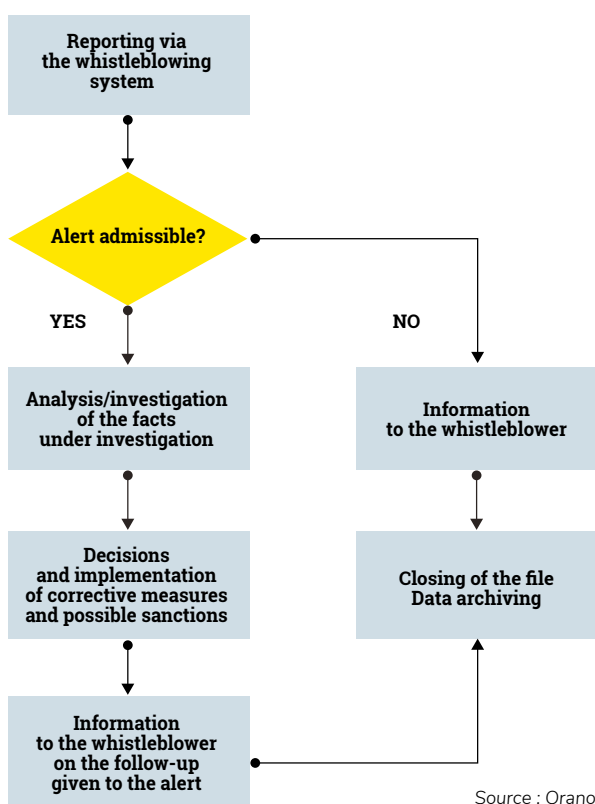 Reporting via
the whistleblowing
system
Alert admissible?
YES
NO
Analysis/investigation
of the facts
under investigation
Information
to the whistleblower
Decisions
and implementation
of corrective measures
and possible sanctions
Closing of the file
Data archiving
Information
to the whistleblower
on the follow-up
given to the alert
Source : Orano